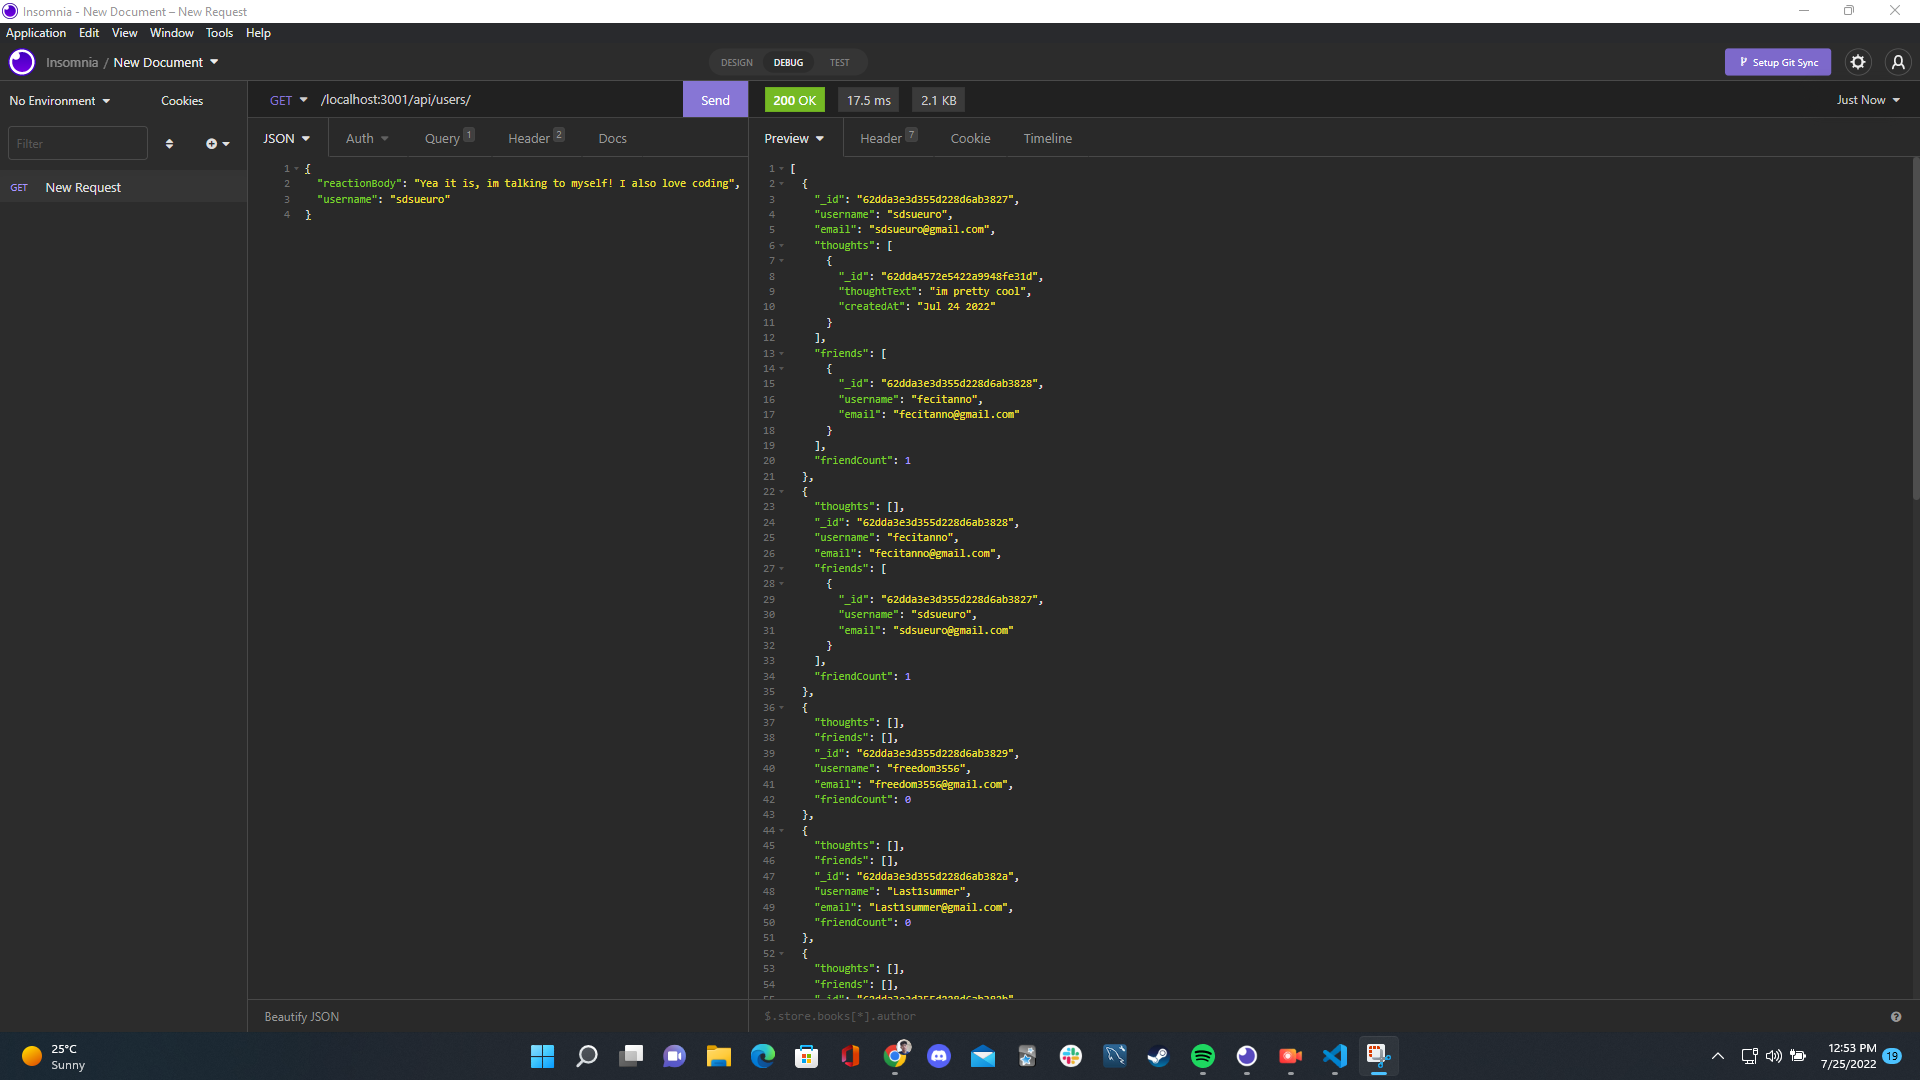 Insomnia - New Document – New Request
Application Edit View Window Tools Help
Insomnia / New Document
DESIGN DEBUG TEST
Setup Git Sync
No Environment
Cookies
GET /localhost:3001/api/users/
Send
200 OK 17.5 ms 2.1 KB
Just Now
Filter
JSON Auth Query 1 Header 2 Docs
Preview Header 7 Cookie Timeline
GET New Request
1 {
2 "reactionBody": "Yea it is, im talking to myself! I also love coding",
3 "username": "sdsueuro"
4 }
1 [
2 {
3 "_id": "62dda3e3d355d228d6ab3827",
4 "username": "sdsueuro",
5 "email": "sdsueuro@gmail.com",
6 "thoughts": [
7 {
8 "_id": "62dda4572e5422a9948fe31d",
9 "thoughtText": "im pretty cool",
10 "createdAt": "Jul 24 2022"
11 }
12 ],
13 "friends": [
14 {
15 "_id": "62dda3e3d355d228d6ab3828",
16 "username": "fecitanno",
17 "email": "fecitanno@gmail.com"
18 }
19 ],
20 "friendCount": 1
21 },
22 {
23 "thoughts": [],
24 "_id": "62dda3e3d355d228d6ab3828",
25 "username": "fecitanno",
26 "email": "fecitanno@gmail.com",
27 "friends": [
28 {
29 "_id": "62dda3e3d355d228d6ab3827",
30 "username": "sdsueuro",
31 "email": "sdsueuro@gmail.com"
32 }
33 ],
34 "friendCount": 1
35 },
36 {
37 "thoughts": [],
38 "friends": [],
39 "_id": "62dda3e3d355d228d6ab3829",
40 "username": "freedom3556",
41 "email": "freedom3556@gmail.com",
42 "friendCount": 0
43 },
44 {
45 "thoughts": [],
46 "friends": [],
47 "_id": "62dda3e3d355d228d6ab382a",
48 "username": "Last1summer",
49 "email": "Last1summer@gmail.com",
50 "friendCount": 0
51 },
52 {
53 "thoughts": [],
54 "friends": [],
55 "_id": "62dda3e3d355d228d6ab382b"
Beautify JSON
$.store.books[*].author
25°C
Sunny
12:53 PM
7/25/2022
19